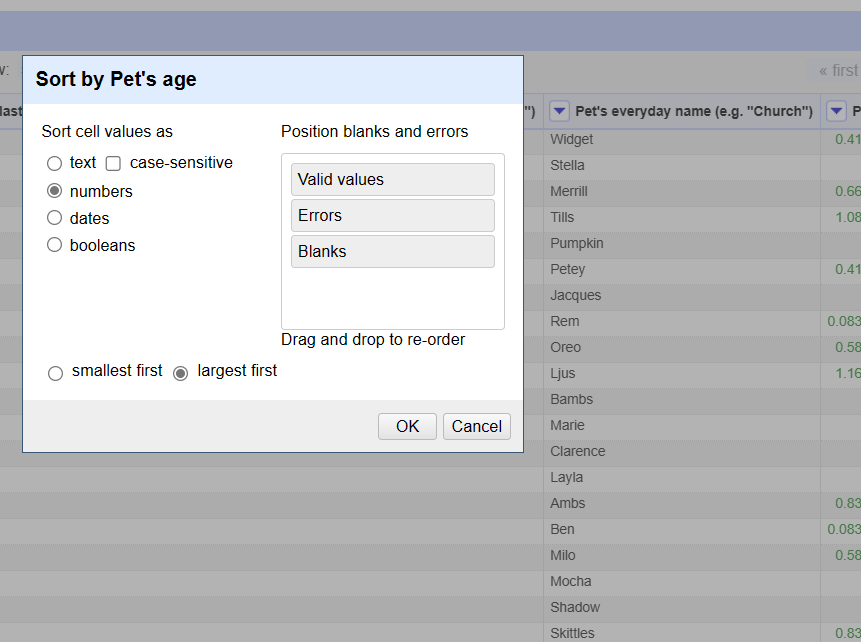 w:
« first
Sort by Pet's age
last
")
Pet's everyday name (e.g. "Church")
P
Sort cell values as
Position blanks and errors
text
case-sensitive
numbers
dates
booleans
Valid values
Errors
Blanks
Drag and drop to re-order
smallest first
largest first
OK
Cancel
Widget 0.41
Stella
Merrill 0.66
Tills 1.08
Pumpkin
Petey 0.41
Jacques
Rem 0.083
Oreo 0.58
Ljus 1.16
Bambs
Marie
Clarence
Layla
Ambs 0.83
Ben 0.083
Milo 0.58
Mocha
Shadow
Skittles 0.83